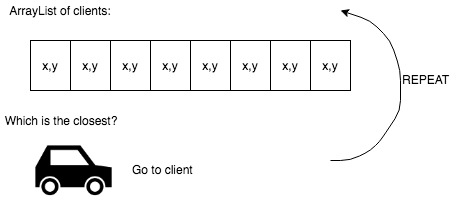 ArrayList of clients:
x,y x,y x,y x,y x,y x,y x,y x,y
REPEAT
Which is the closest?
Go to client